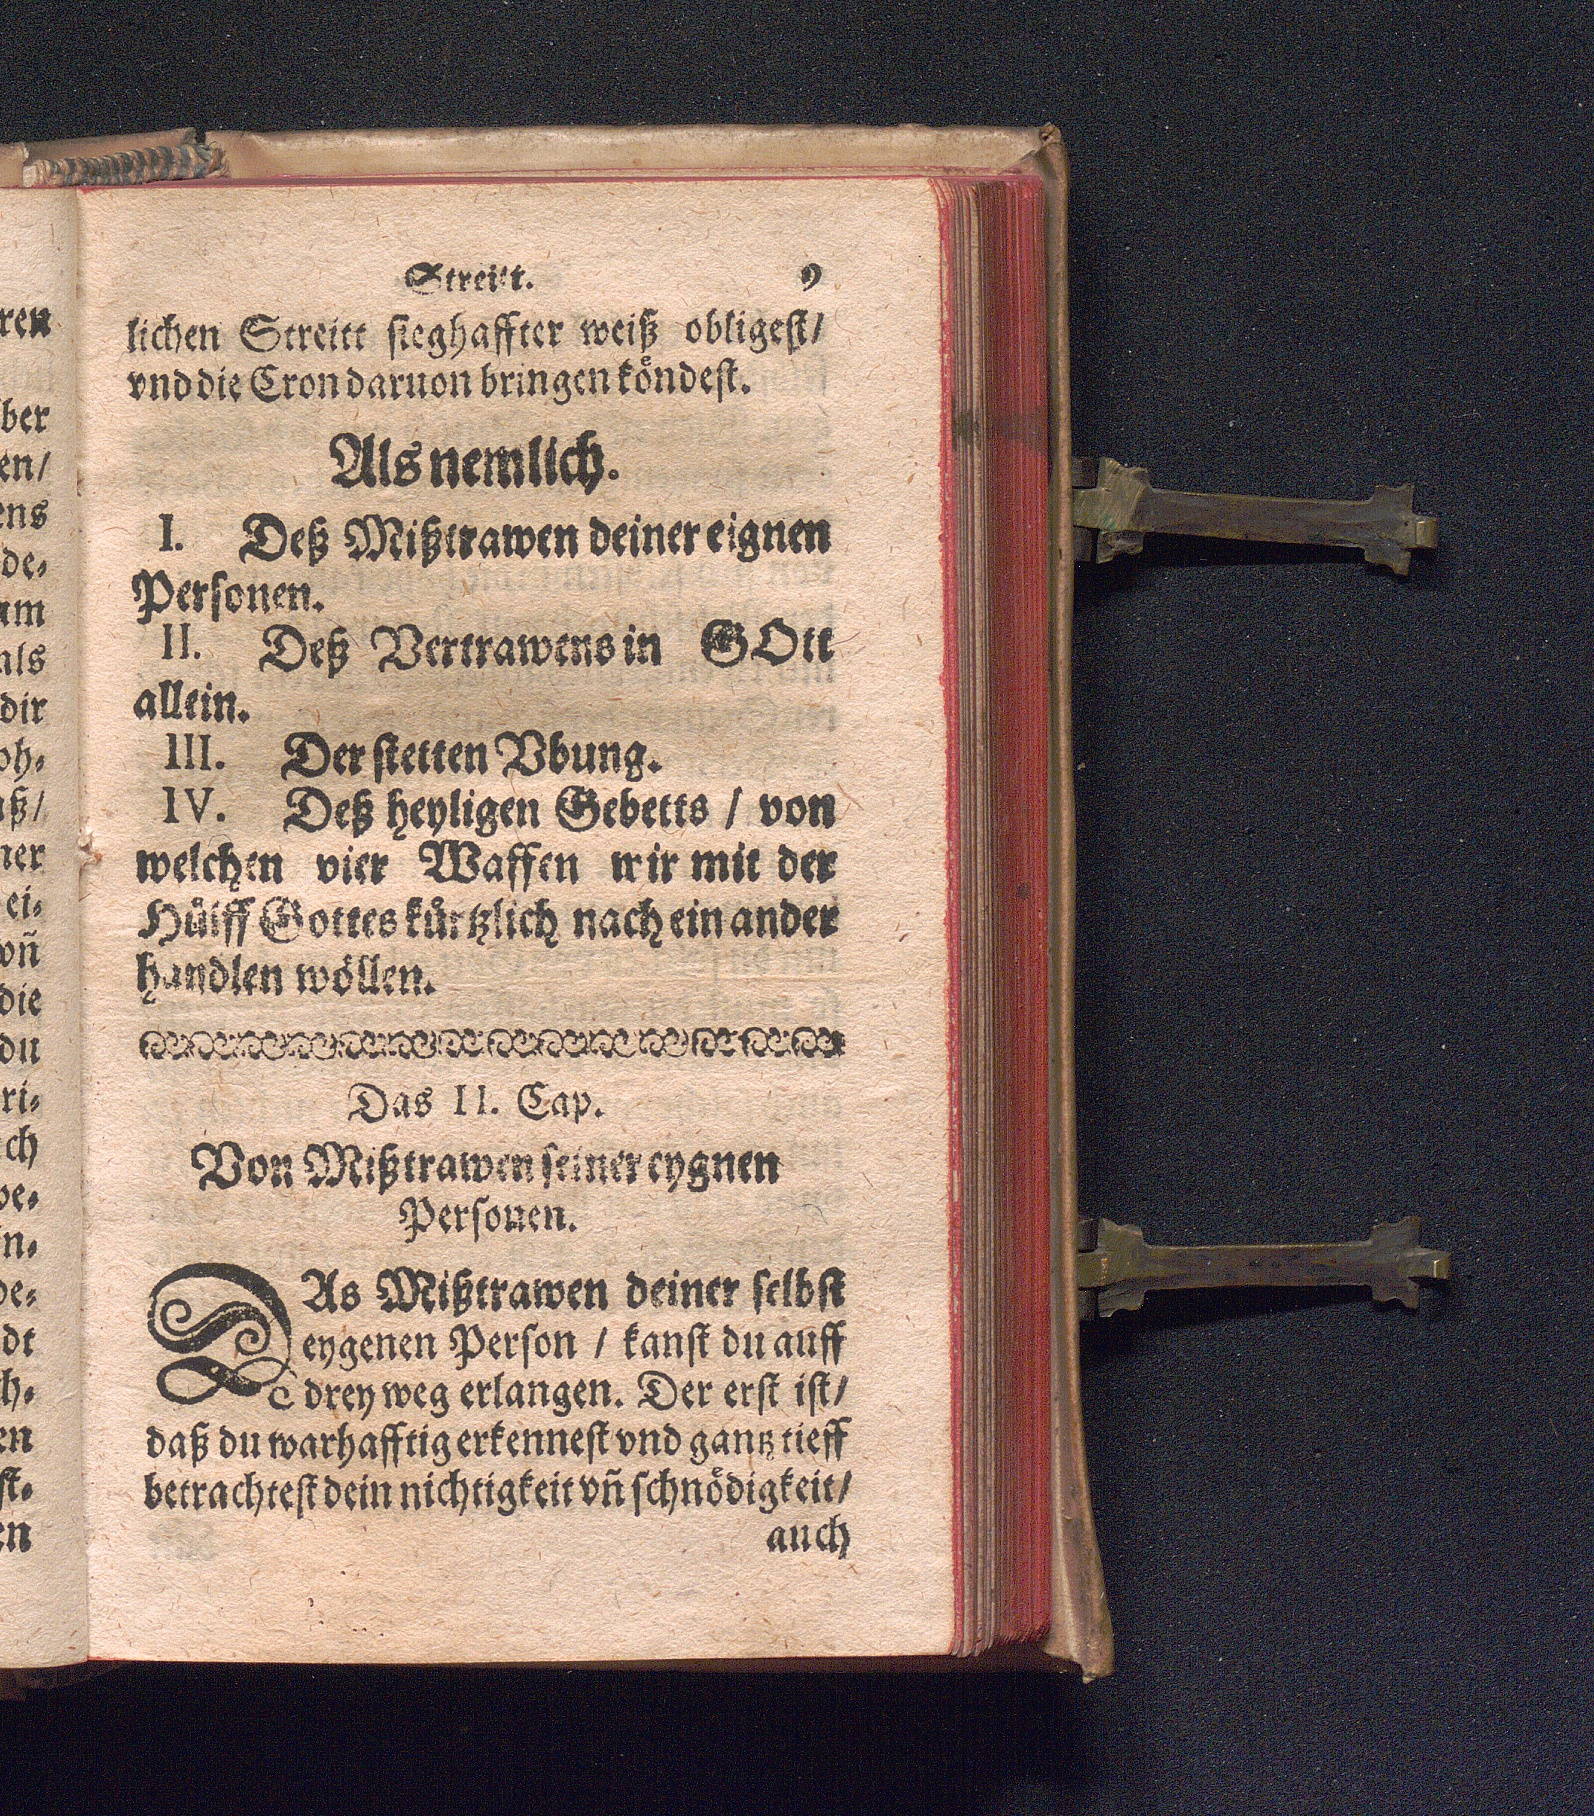 Streitt. 9
lichen Streitt sieghaffter weiß obligest/
vnd die Cron daruon bringen köndest.
Als nemlich.
I. Deß Mißtrawen deiner eignen
Personen.
II. Deß Vertrawens in GOtt
allein.
III. Der stetten Vbung.
IV. Deß heyligen Gebetts / von
welchen vier Waffen wir mit der
Hülff Gottes kürtzlich nach ein ander
handlen wöllen.
Das II. Cap.
Von Mißtrawen seiner eygnen
Personen.
DAs Mißtrawen deiner selbst
eygenen Person / kanst du auff
drey weg erlangen. Der erst ist/
daß du warhafftig erkennest vnd gantz tieff
betrachtest dein nichtigkeit vñ schnödigkeit/
auch